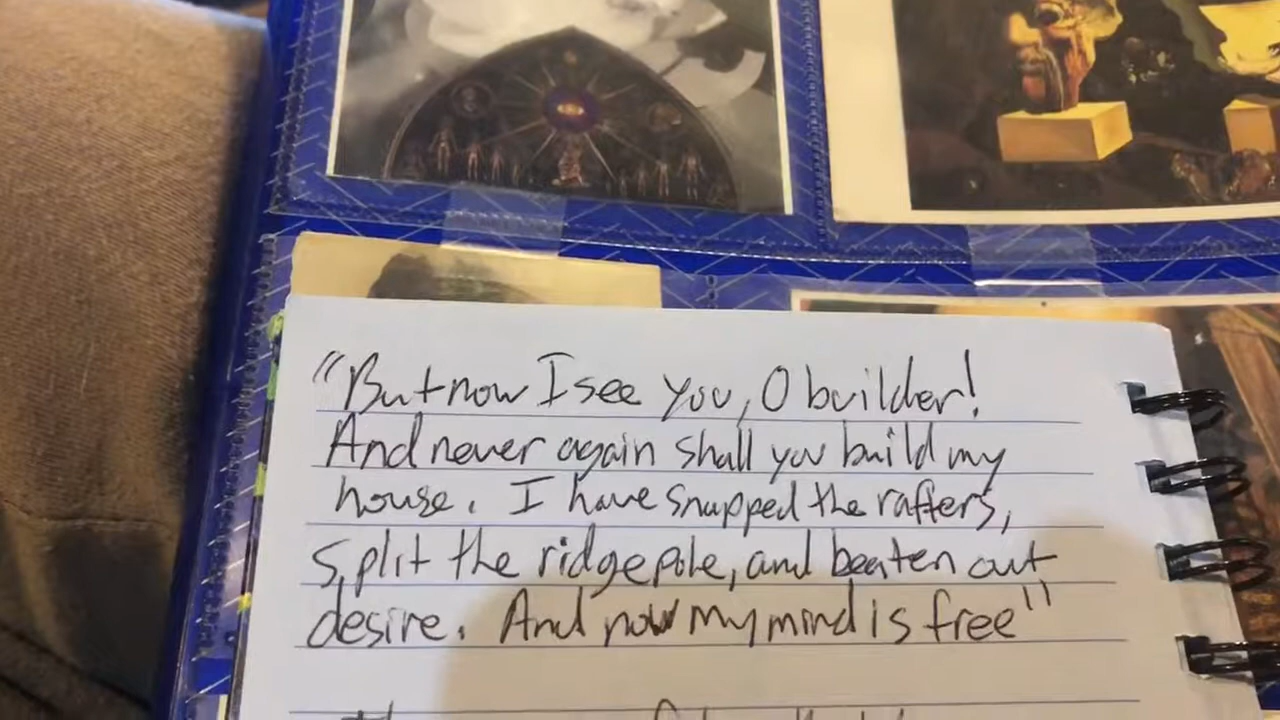 "But now I see you, O builder!
And never again shall you build my
house. I have snapped the rafters,
split the ridgepole, and beaten out
desire. And now my mind is free"